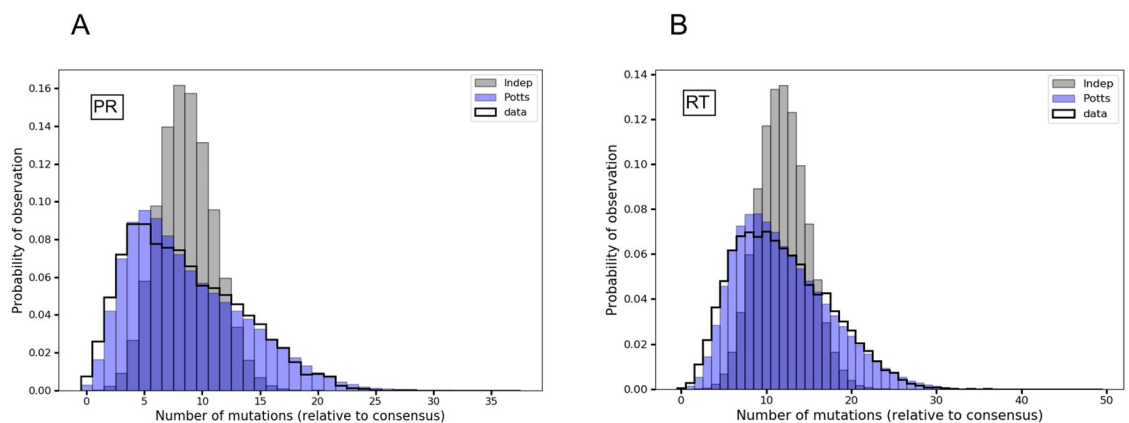 A
B
PR
Indep
Potts
data
Probability of observation
0.16
0.14
0.12
0.10
0.08
0.06
0.04
0.02
0.00
0 5 10 15 20 25 30 35
Number of mutations (relative to consensus)
RT
Indep
Potts
data
Probability of observation
0.14
0.12
0.10
0.08
0.06
0.04
0.02
0.00
0 10 20 30 40 50
Number of mutations (relative to consensus)